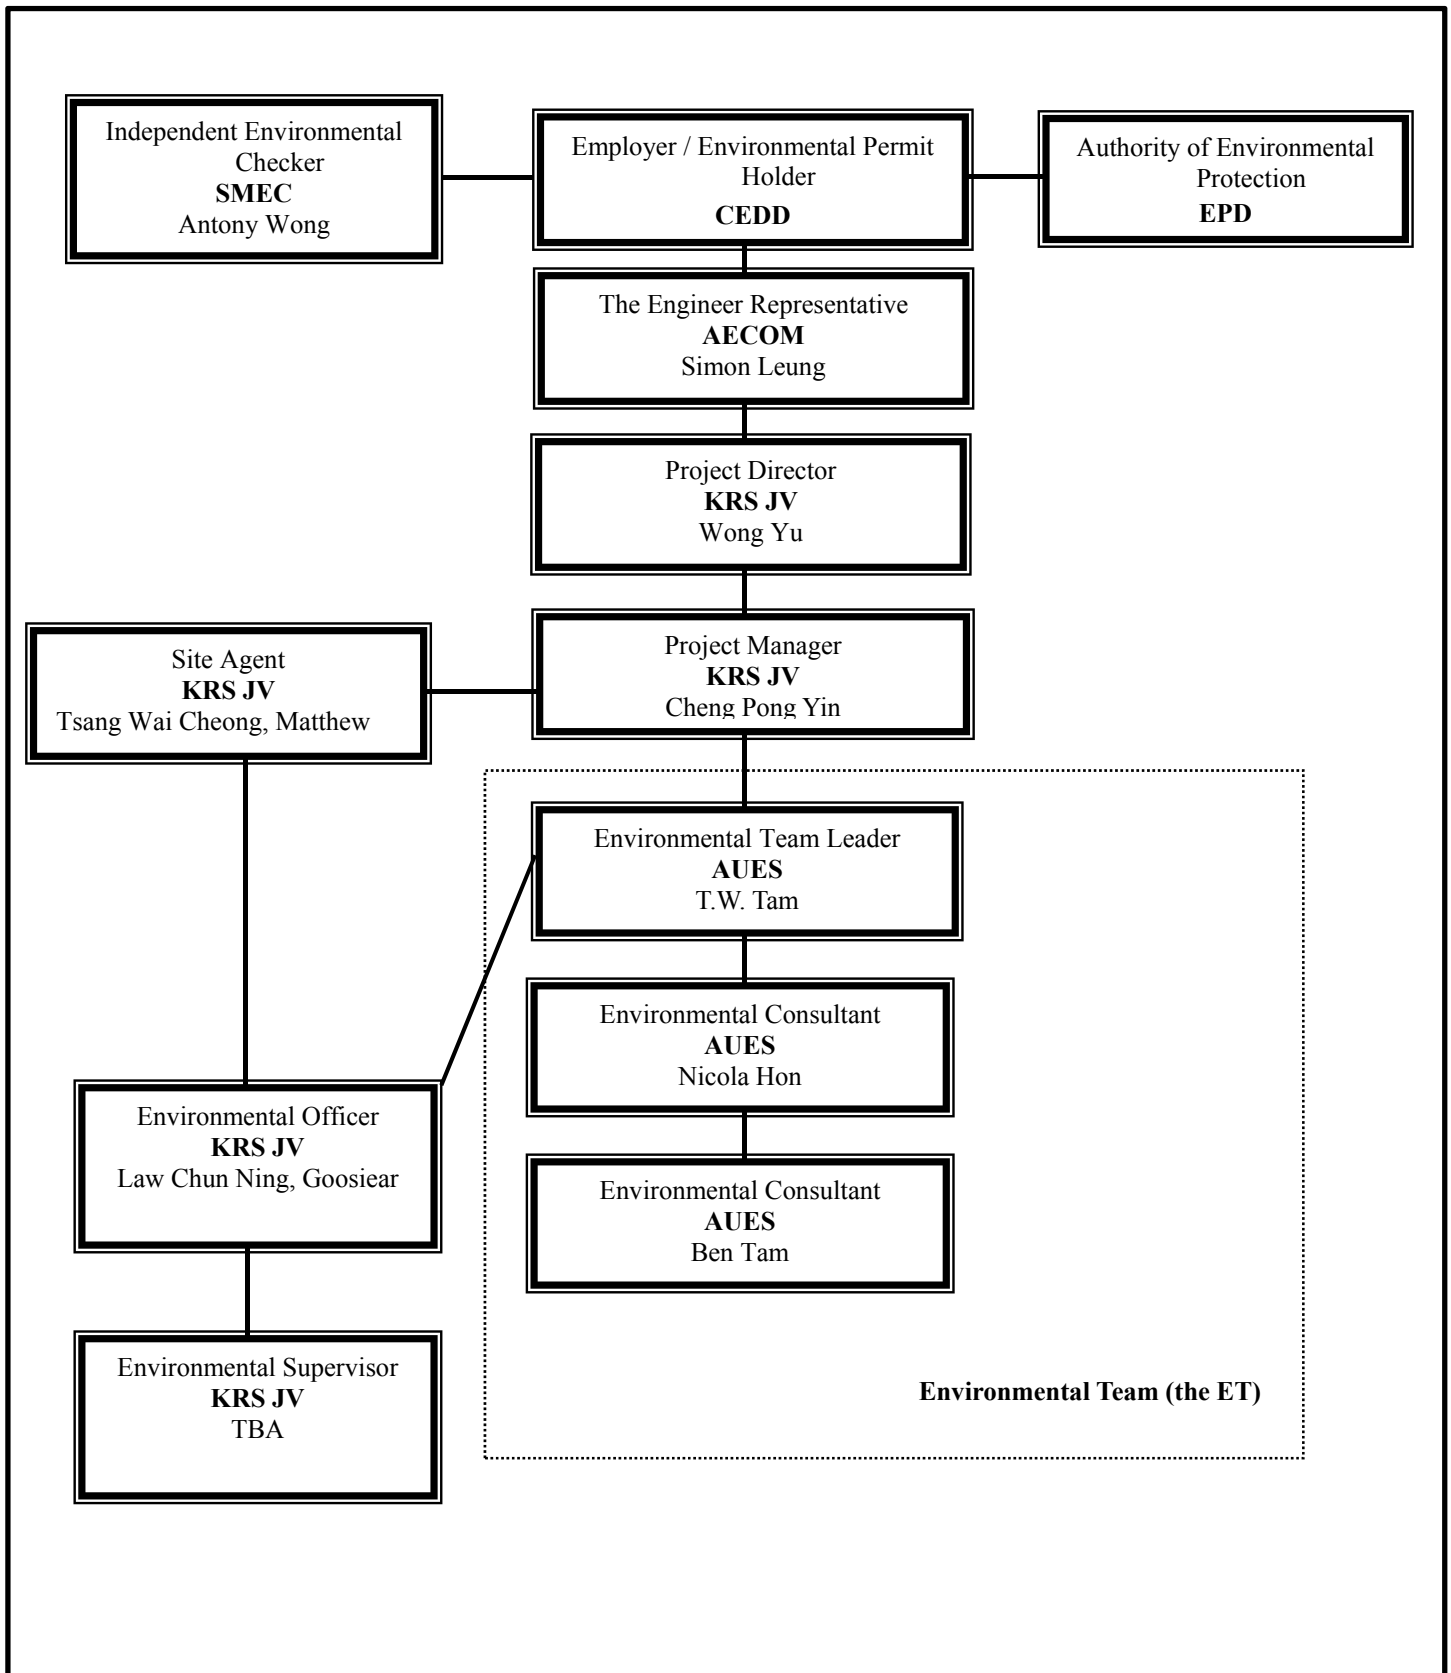 Independent Environmental
Checker
SMEC
Antony Wong
Employer / Environmental Permit
Holder
CEDD
Authority of Environmental
Protection
EPD
The Engineer Representative
AECOM
Simon Leung
Project Director
KRS JV
Wong Yu
Site Agent
KRS JV
Tsang Wai Cheong, Matthew
Project Manager
KRS JV
Cheng Pong Yin
Environmental Team Leader
AUES
T.W. Tam
Environmental Consultant
AUES
Nicola Hon
Environmental Officer
KRS JV
Law Chun Ning, Goosiear
Environmental Consultant
AUES
Ben Tam
Environmental Supervisor
KRS JV
TBA
Environmental Team (the ET)